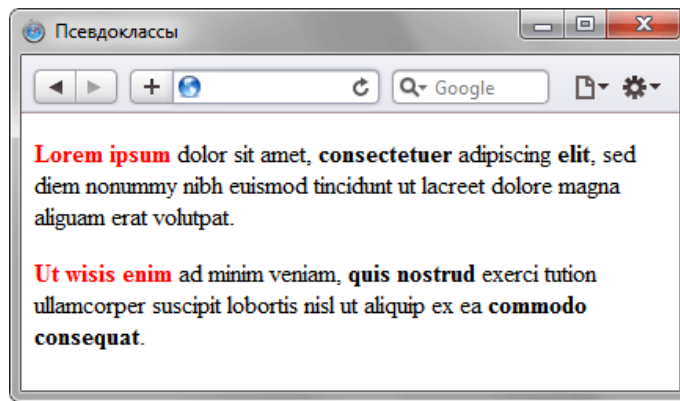 Псевдоклассы
Google
Lorem ipsum dolor sit amet, consectetuer adipiscing elit, sed
diem nonummy nibh euismod tincidunt ut lacreet dolore magna
aliguam erat volutpat.
Ut wisis enim ad minim veniam, quis nostrud exerci tution
ullamcorper suscipit lobortis nisl ut aliquip ex ea commodo
consequat.